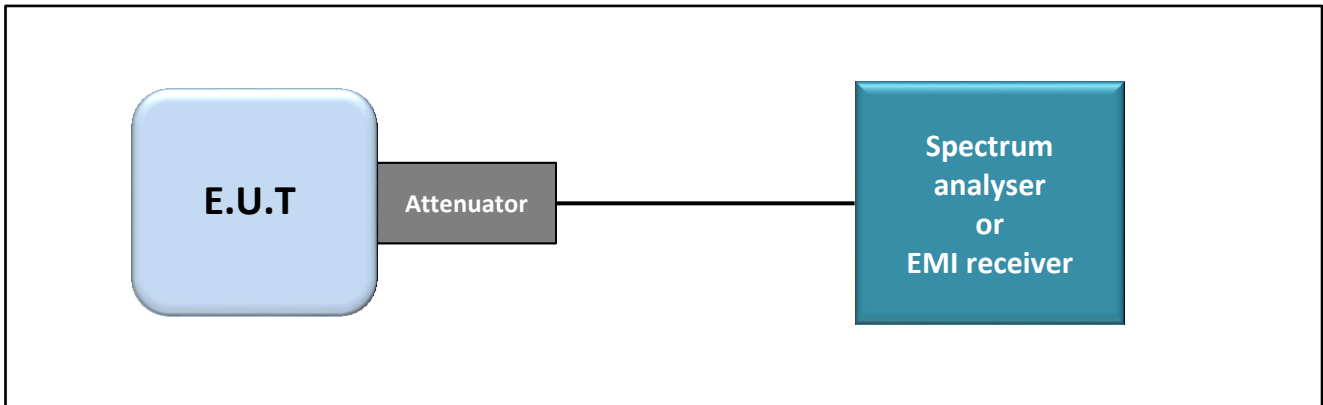 E.U.T
Attenuator
Spectrum
analyser
or
EMI receiver